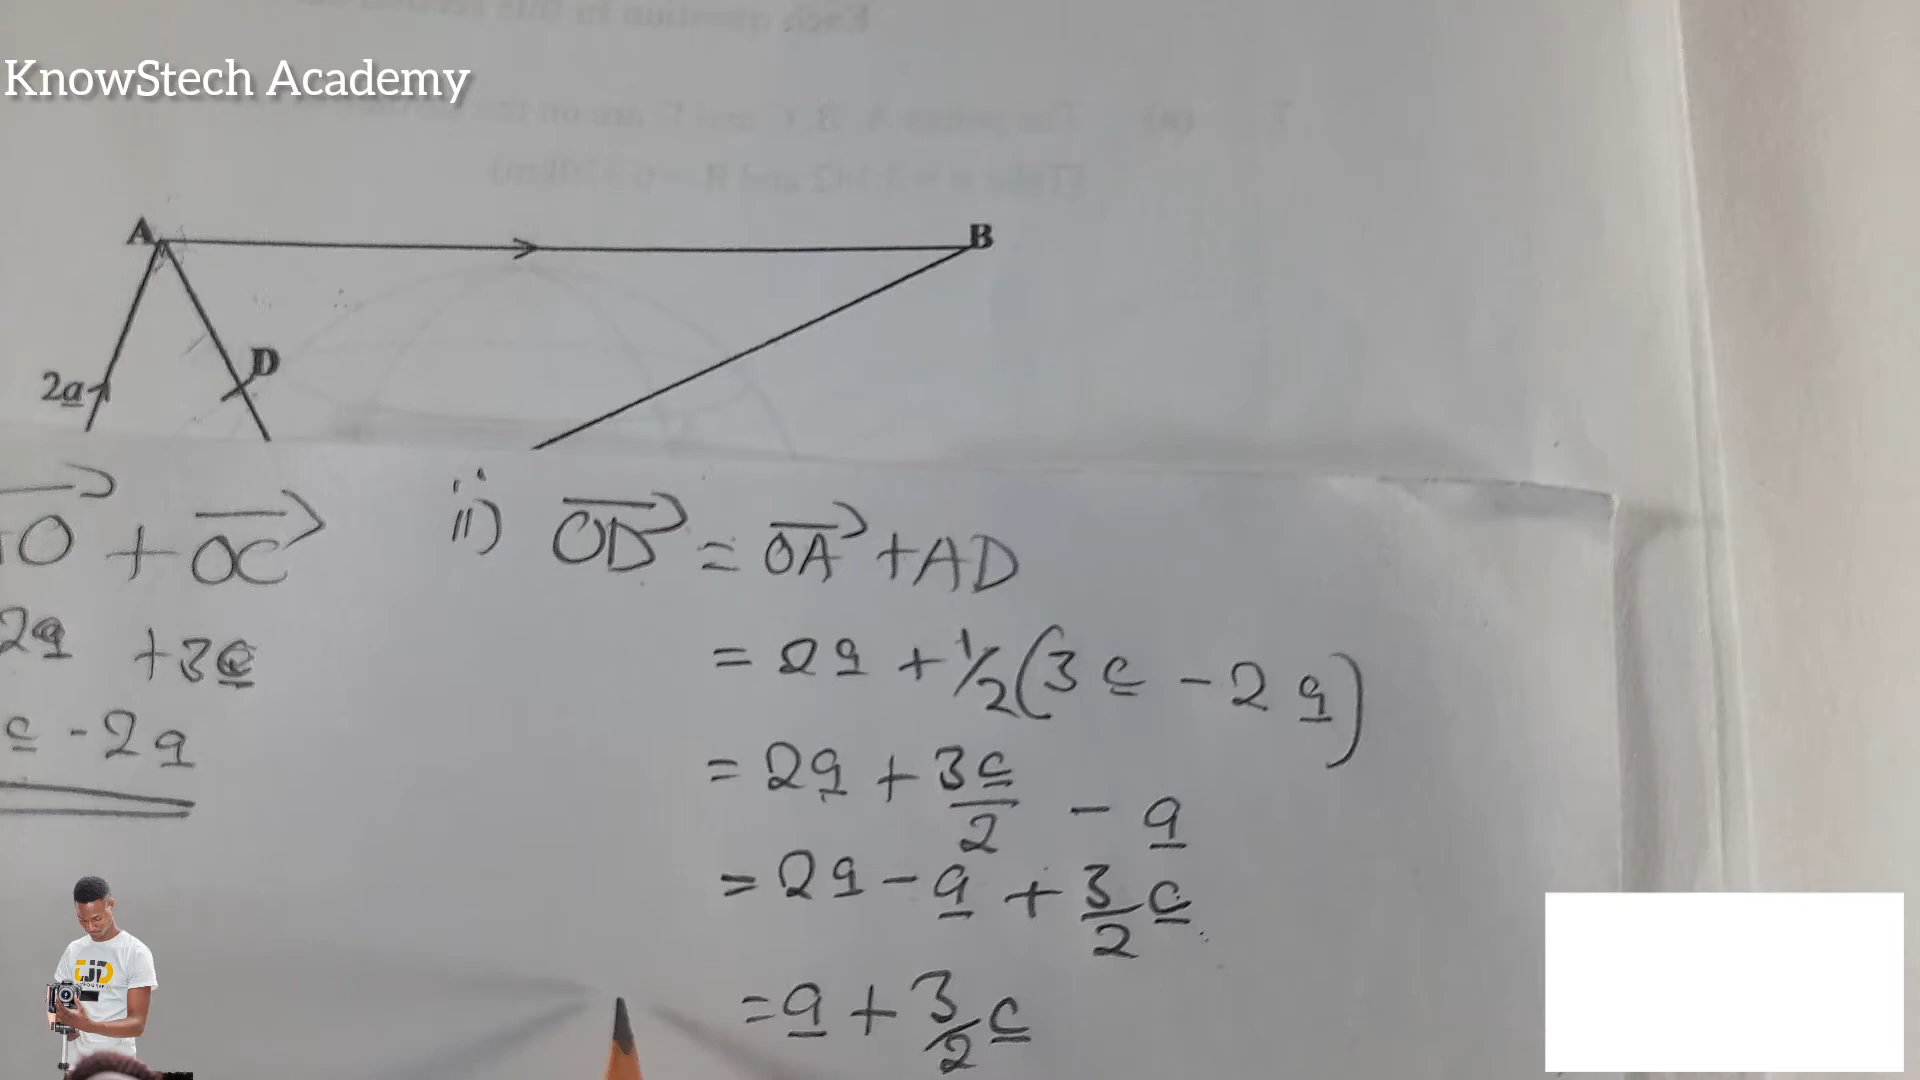 KnowStech Academy
A
B
D
2a
O + OC
2a + 3c
c - 2a
ii) OD = OA + AD
= 2a + 1/2(3c - 2a)
= 2a + 3c/2 - a
= 2a - a + 3/2 c
= a + 3/2 c